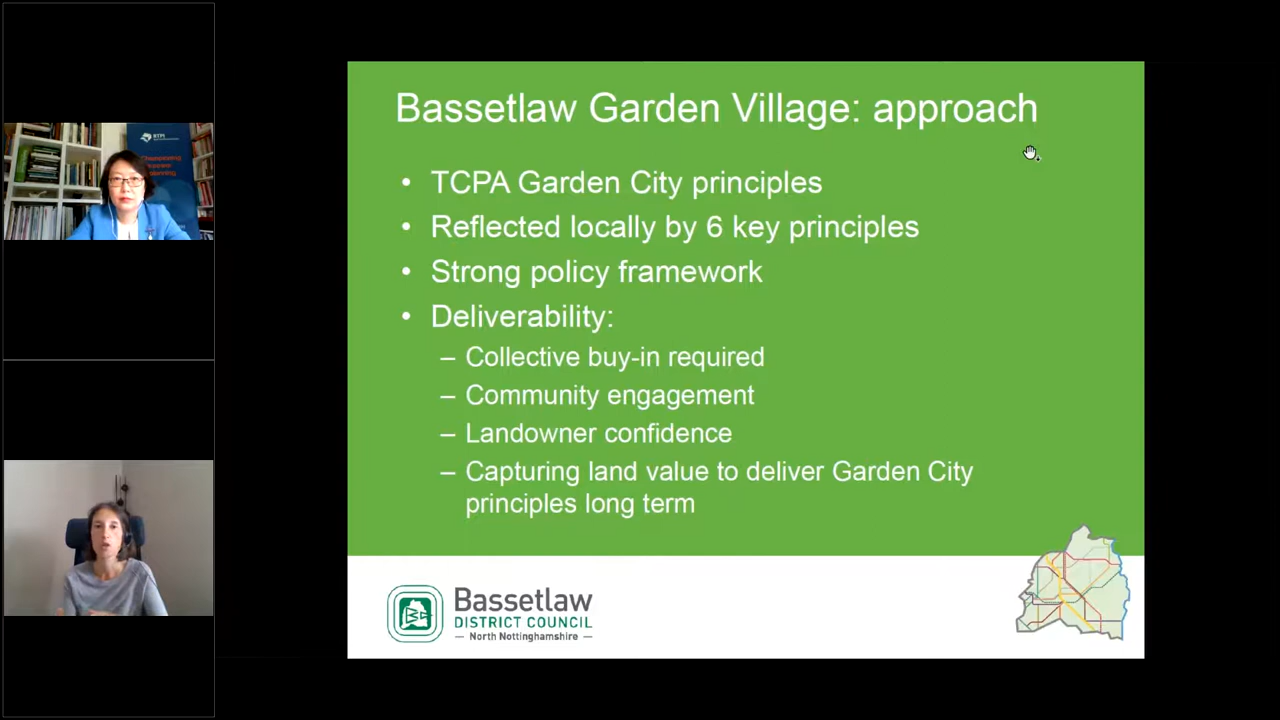 Bassetlaw Garden Village: approach
• TCPA Garden City principles
• Reflected locally by 6 key principles
• Strong policy framework
• Deliverability:
– Collective buy-in required
– Community engagement
– Landowner confidence
– Capturing land value to deliver Garden City
principles long term
Bassetlaw
DISTRICT COUNCIL
— North Nottinghamshire —
RTPI